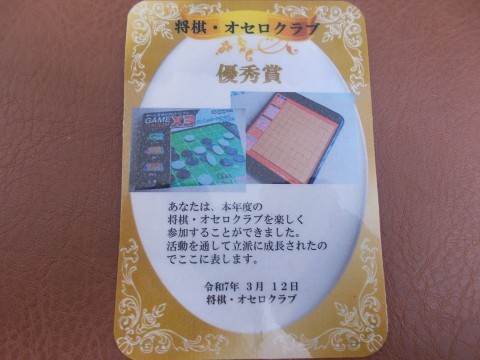 将棋・オセロクラブ
優秀賞
GAME
あなたは、本年度の
将棋・オセロクラブを楽しく
参加することができました。
活動を通して立派に成長されたの
でここに表します。
令和7年 3月 12日
将棋・オセロクラブ